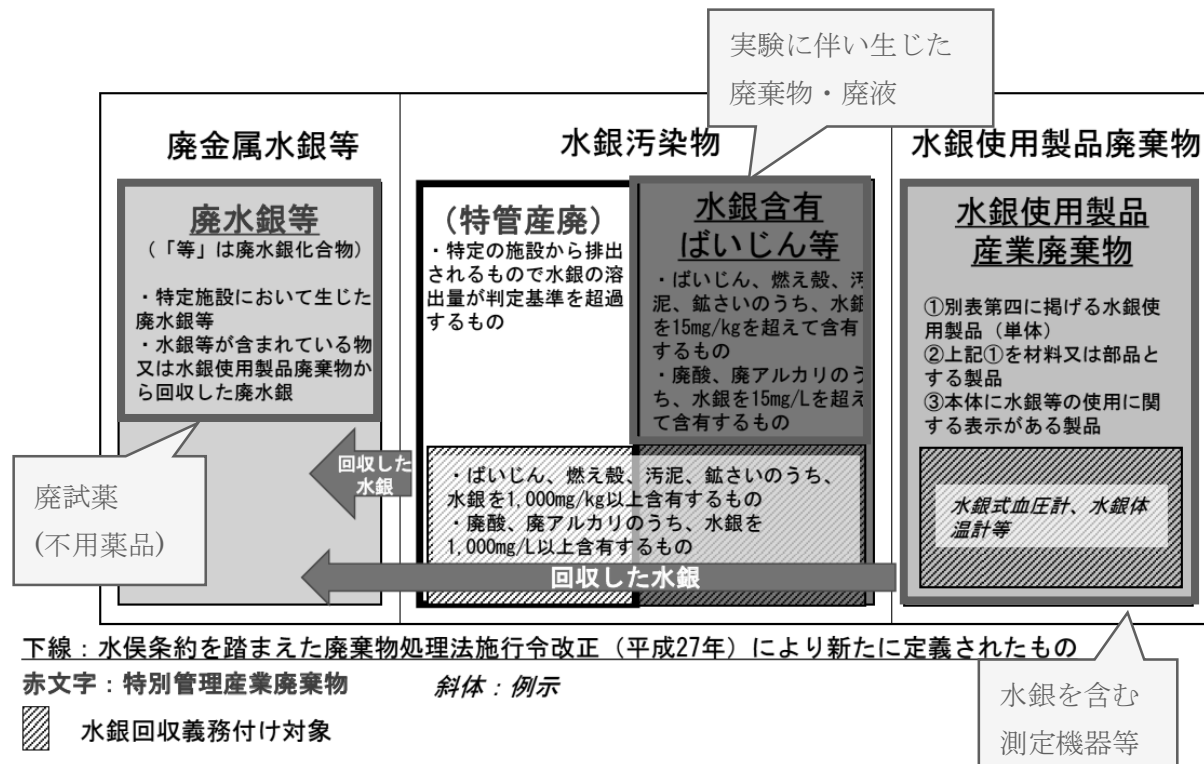 実験に伴い生じた
廃棄物・廃液
廃金属水銀等
水銀汚染物
水銀使用製品廃棄物
廃水銀等
（「等」は廃水銀化合物）
・特定施設において生じた
廃水銀等
・水銀等が含まれている物
又は水銀使用製品廃棄物か
ら回収した廃水銀
（特管産廃）
・特定の施設から排出
されるもので水銀の溶
出量が判定基準を超過
するもの
水銀含有
ばいじん等
・ばいじん、燃え殻、汚
泥、鉱さいのうち、水銀
を15mg/kgを超えて含有
するもの
・廃酸、廃アルカリのう
ち、水銀を15mg/Lを超え
て含有するもの
水銀使用製品
産業廃棄物
①別表第四に掲げる水銀使
用製品（単体）
②上記①を材料又は部品と
する製品
③本体に水銀等の使用に関
する表示がある製品
廃試薬
(不用薬品)
回収した
水銀
・ばいじん、燃え殻、汚泥、鉱さいのうち、
水銀を1,000mg/kg以上含有するもの
・廃酸、廃アルカリのうち、水銀を
1,000mg/L以上含有するもの
水銀式血圧計、水銀体
温計等
回収した水銀
下線：水俣条約を踏まえた廃棄物処理法施行令改正（平成27年）により新たに定義されたもの
赤文字：特別管理産業廃棄物
斜体：例示
水銀回収義務付け対象
水銀を含む
測定機器等